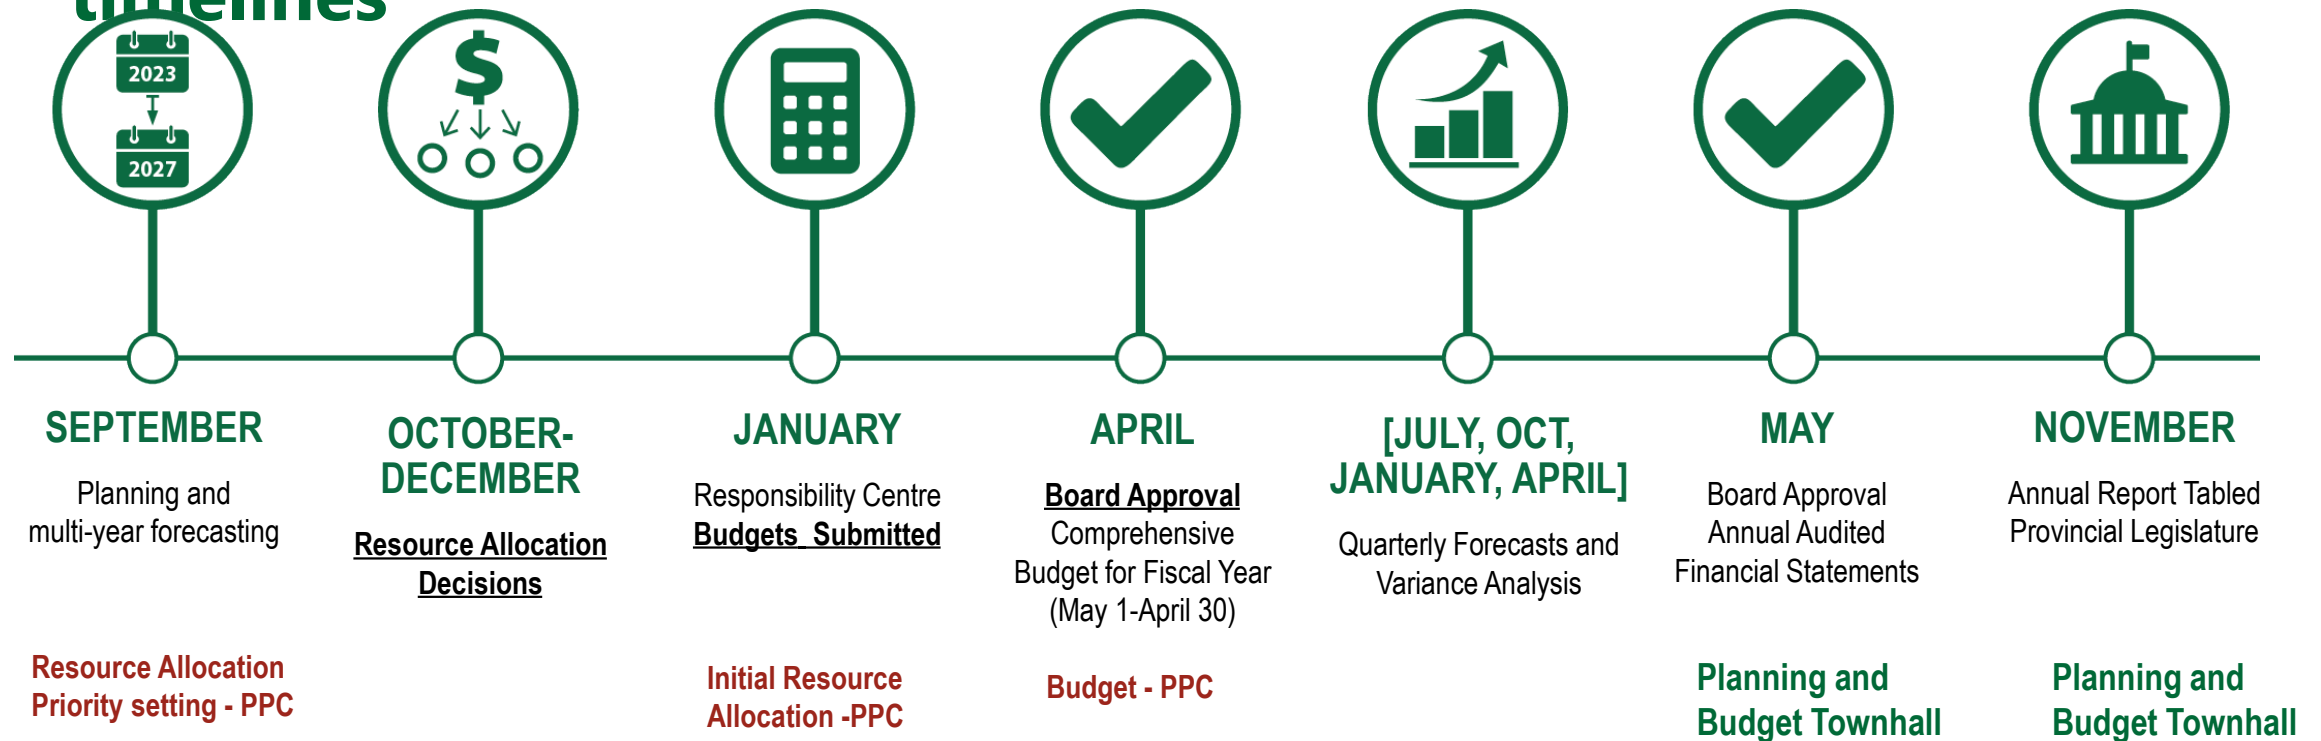 timelines
2023
2027
$
SEPTEMBER
Planning and
multi-year forecasting
Resource Allocation
Priority setting - PPC
OCTOBER-
DECEMBER
Resource Allocation
Decisions
JANUARY
Responsibility Centre
Budgets Submitted
Initial Resource
Allocation -PPC
APRIL
Board Approval
Comprehensive
Budget for Fiscal Year
(May 1-April 30)
Budget - PPC
[JULY, OCT,
JANUARY, APRIL]
Quarterly Forecasts and
Variance Analysis
MAY
Board Approval
Annual Audited
Financial Statements
Planning and
Budget Townhall
NOVEMBER
Annual Report Tabled
Provincial Legislature
Planning and
Budget Townhall